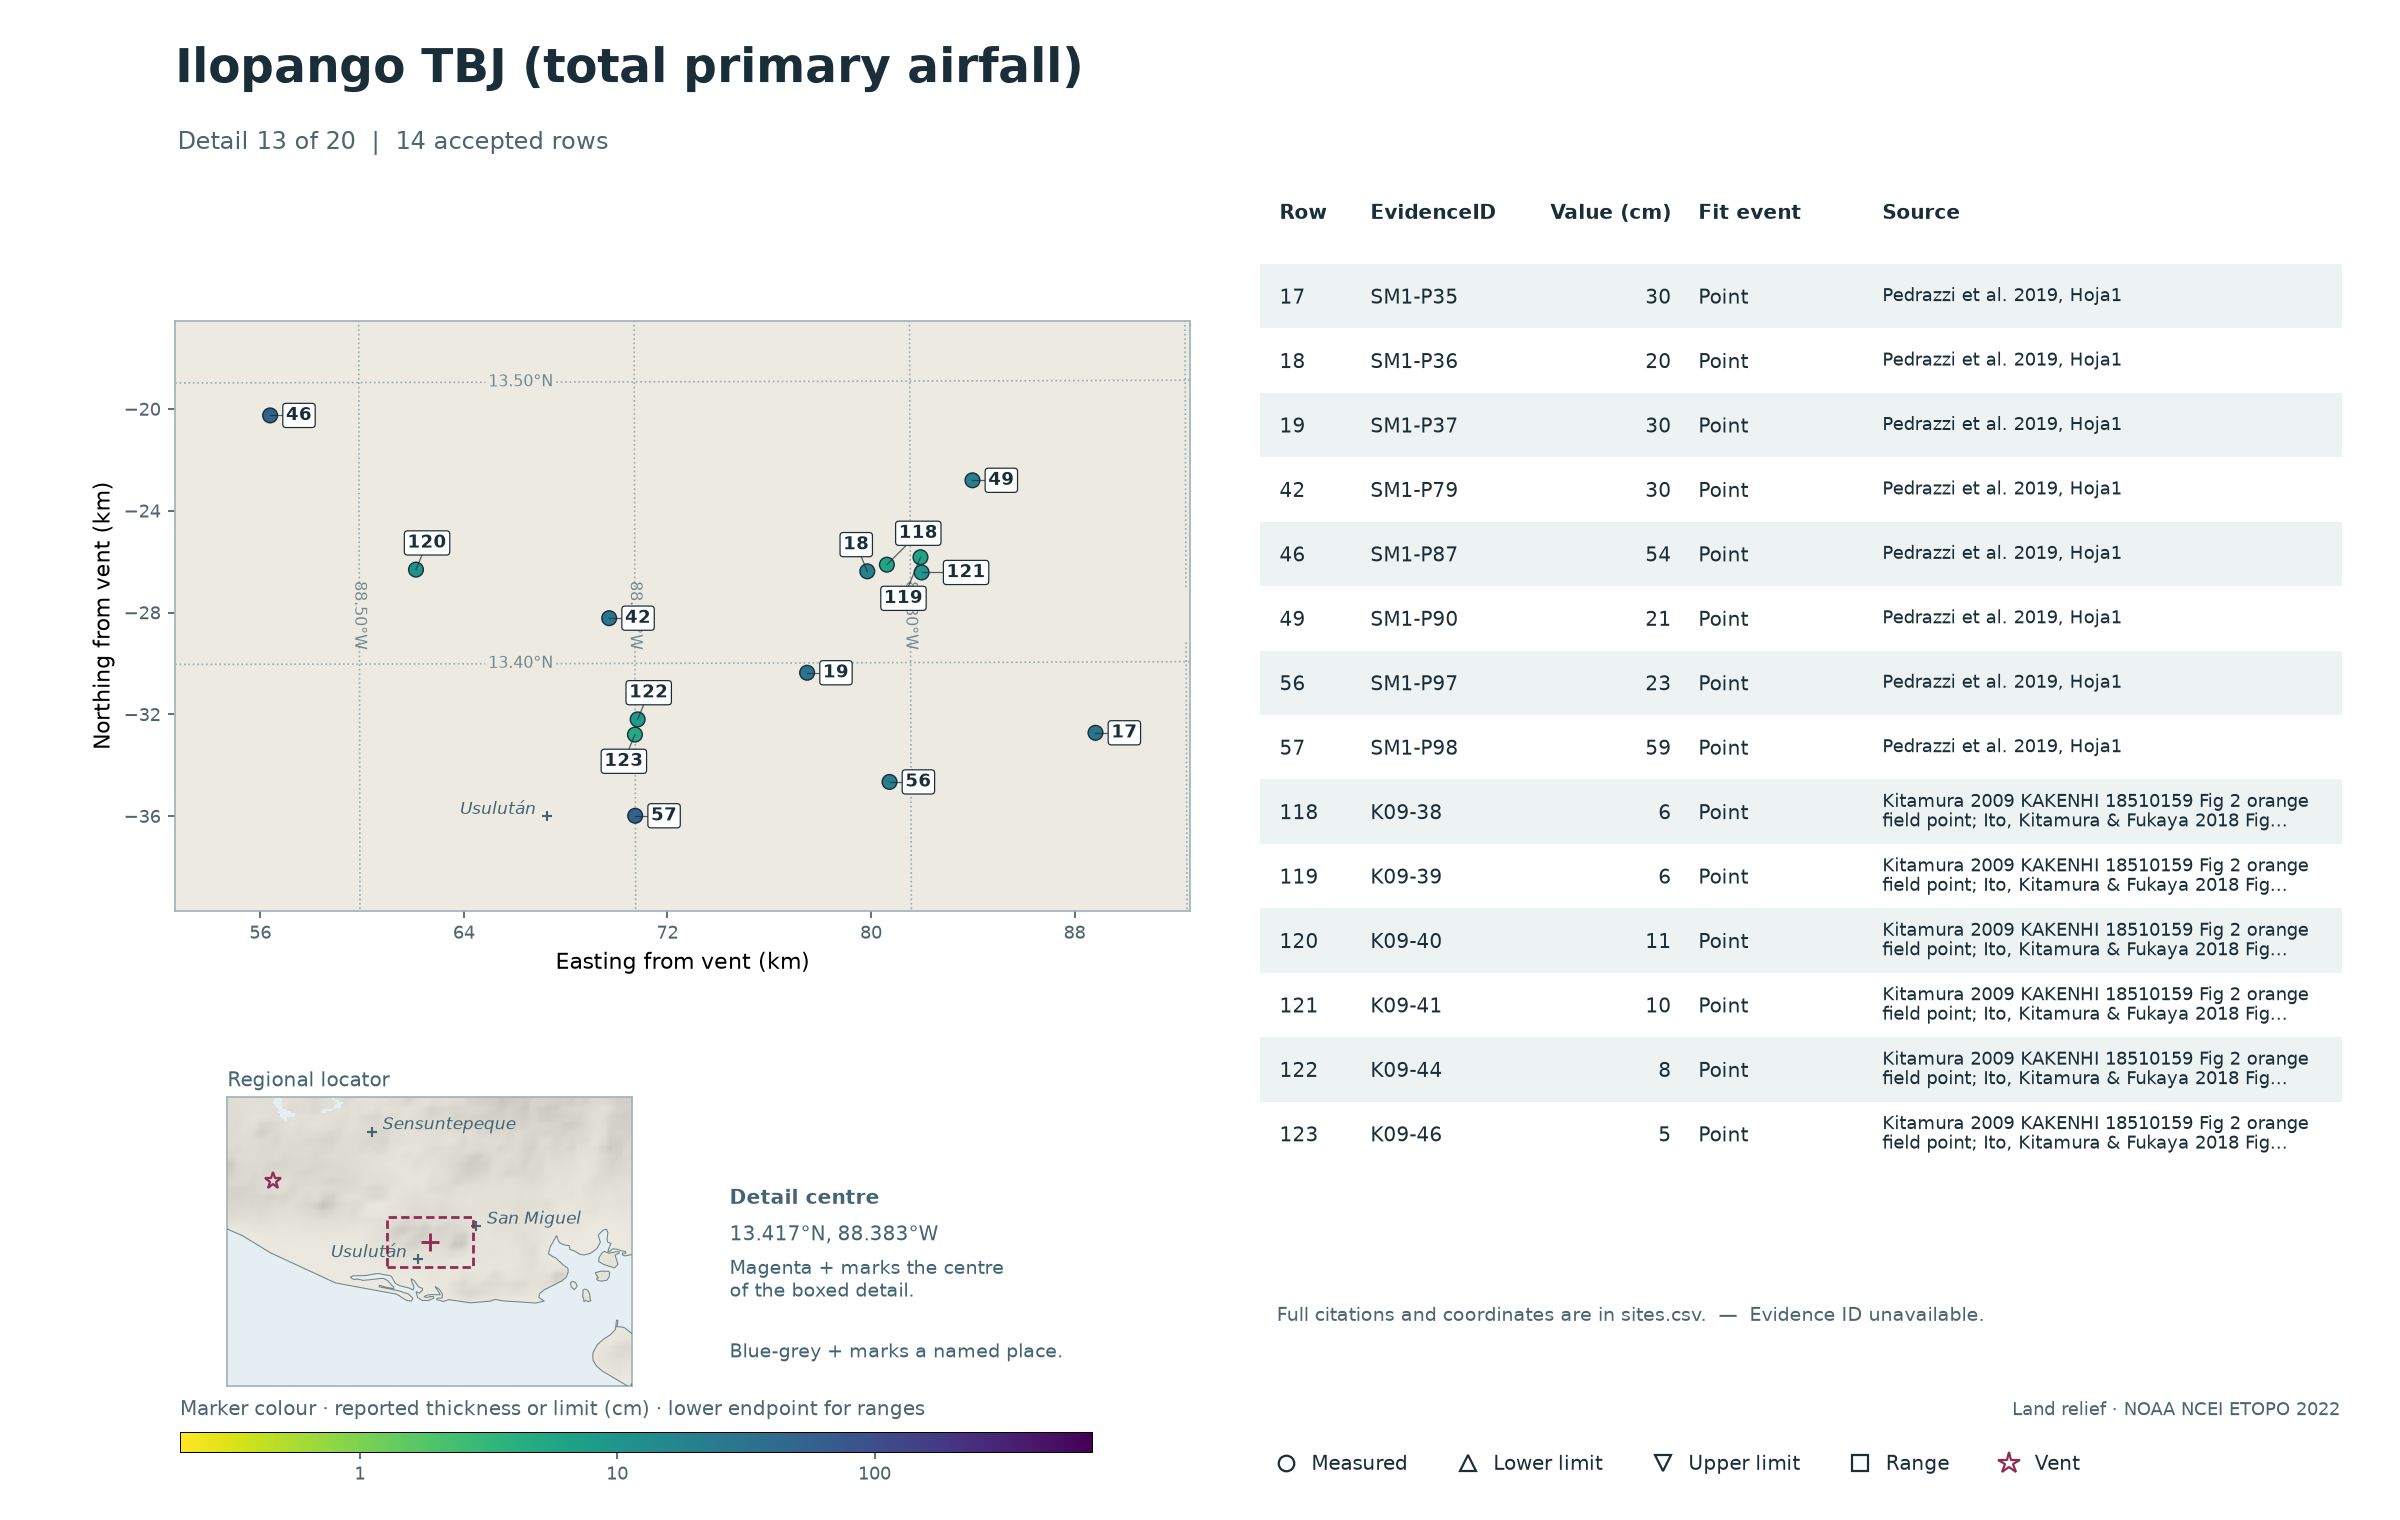 Ilopango TBJ (total primary airfall)
Detail 13 of 20 | 14 accepted rows
Row EvidenceID Value (cm) Fit event Source
17 SM1-P35 30 Point Pedrazzi et al. 2019, Hoja1
18 SM1-P36 20 Point Pedrazzi et al. 2019, Hoja1
19 SM1-P37 30 Point Pedrazzi et al. 2019, Hoja1
42 SM1-P79 30 Point Pedrazzi et al. 2019, Hoja1
46 SM1-P87 54 Point Pedrazzi et al. 2019, Hoja1
49 SM1-P90 21 Point Pedrazzi et al. 2019, Hoja1
56 SM1-P97 23 Point Pedrazzi et al. 2019, Hoja1
57 SM1-P98 59 Point Pedrazzi et al. 2019, Hoja1
118 K09-38 6 Point Kitamura 2009 KAKENHI 18510159 Fig 2 orange
field point; Ito, Kitamura & Fukaya 2018 Fig...
119 K09-39 6 Point Kitamura 2009 KAKENHI 18510159 Fig 2 orange
field point; Ito, Kitamura & Fukaya 2018 Fig...
120 K09-40 11 Point Kitamura 2009 KAKENHI 18510159 Fig 2 orange
field point; Ito, Kitamura & Fukaya 2018 Fig...
121 K09-41 10 Point Kitamura 2009 KAKENHI 18510159 Fig 2 orange
field point; Ito, Kitamura & Fukaya 2018 Fig...
122 K09-44 8 Point Kitamura 2009 KAKENHI 18510159 Fig 2 orange
field point; Ito, Kitamura & Fukaya 2018 Fig...
123 K09-46 5 Point Kitamura 2009 KAKENHI 18510159 Fig 2 orange
field point; Ito, Kitamura & Fukaya 2018 Fig...
Northing from vent (km)
−20
−24
−28
−32
−36
13.50°N
13.40°N
88.50°W
46
49
120
18
118
121
119
42
19
122
123
17
56
57
Usulután
56 64 72 80 88
Easting from vent (km)
Regional locator
Sensuntepeque
San Miguel
Usulután
Detail centre
13.417°N, 88.383°W
Magenta + marks the centre
of the boxed detail.
Blue-grey + marks a named place.
Full citations and coordinates are in sites.csv. — Evidence ID unavailable.
Marker colour · reported thickness or limit (cm) · lower endpoint for ranges
1 10 100
Land relief · NOAA NCEI ETOPO 2022
Measured Lower limit Upper limit Range Vent